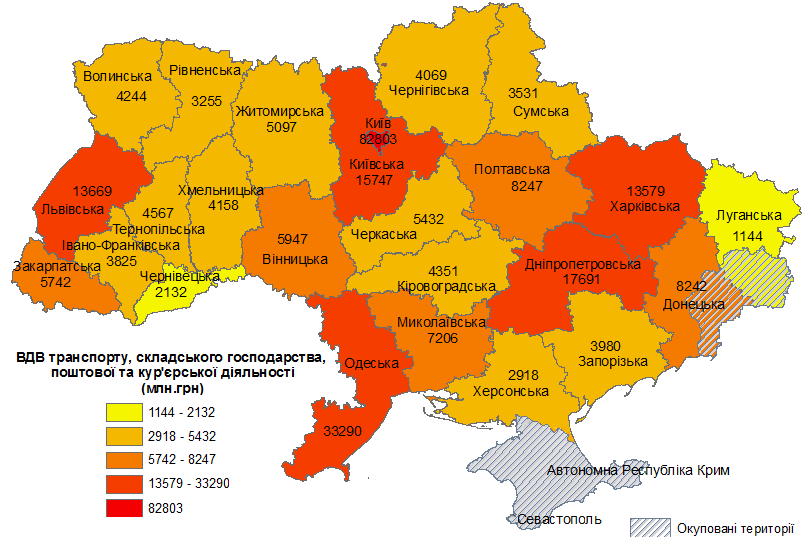 Волинська
4244
Рівненська
3255
Житомирська
5097
Київ
82803
Київська
15747
4069
Чернігівська
3531
Сумська
13669
Львівська
4567
Тернопільська
Хмельницька
4158
Івано-Франківська
3825
Закарпатська
5742
Чернівецька
2132
5947
Вінницька
5432
Черкаська
Полтавська
8247
13579
Харківська
Луганська
1144
4351
Кіровоградська
Дніпропетровська
17691
8242
Донецька
Миколаївська
7206
Одеська
33290
3980
Запорізька
2918
Херсонська
Автономна Республіка Крим
Севастополь
ВДВ транспорту, складського господарства,
поштової та кур'єрської діяльності
(млн.грн)
1144 - 2132
2918 - 5432
5742 - 8247
13579 - 33290
82803
Окуповані території